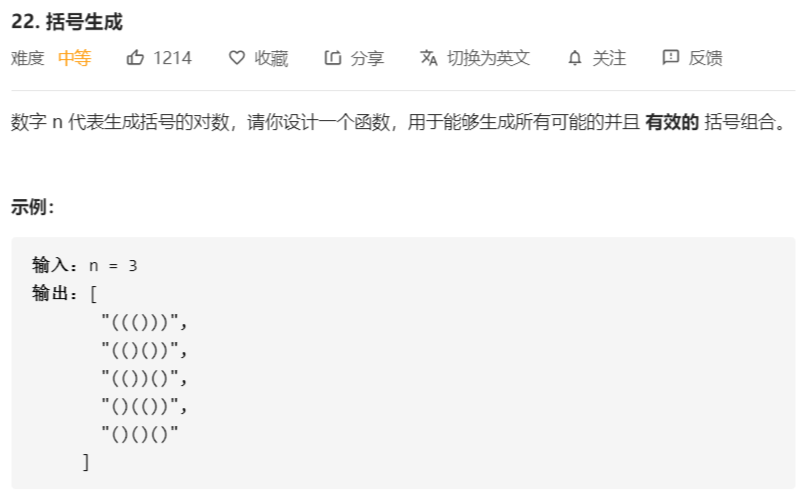 22. 括号生成
难度 中等 1214 收藏 分享 切换为英文 关注 反馈
数字 n 代表生成括号的对数，请你设计一个函数，用于能够生成所有可能的并且 有效的 括号组合。
示例：
输入：n = 3
输出：[
"((()))",
"(()())",
"(())()",
"()(())",
"()()()"
]